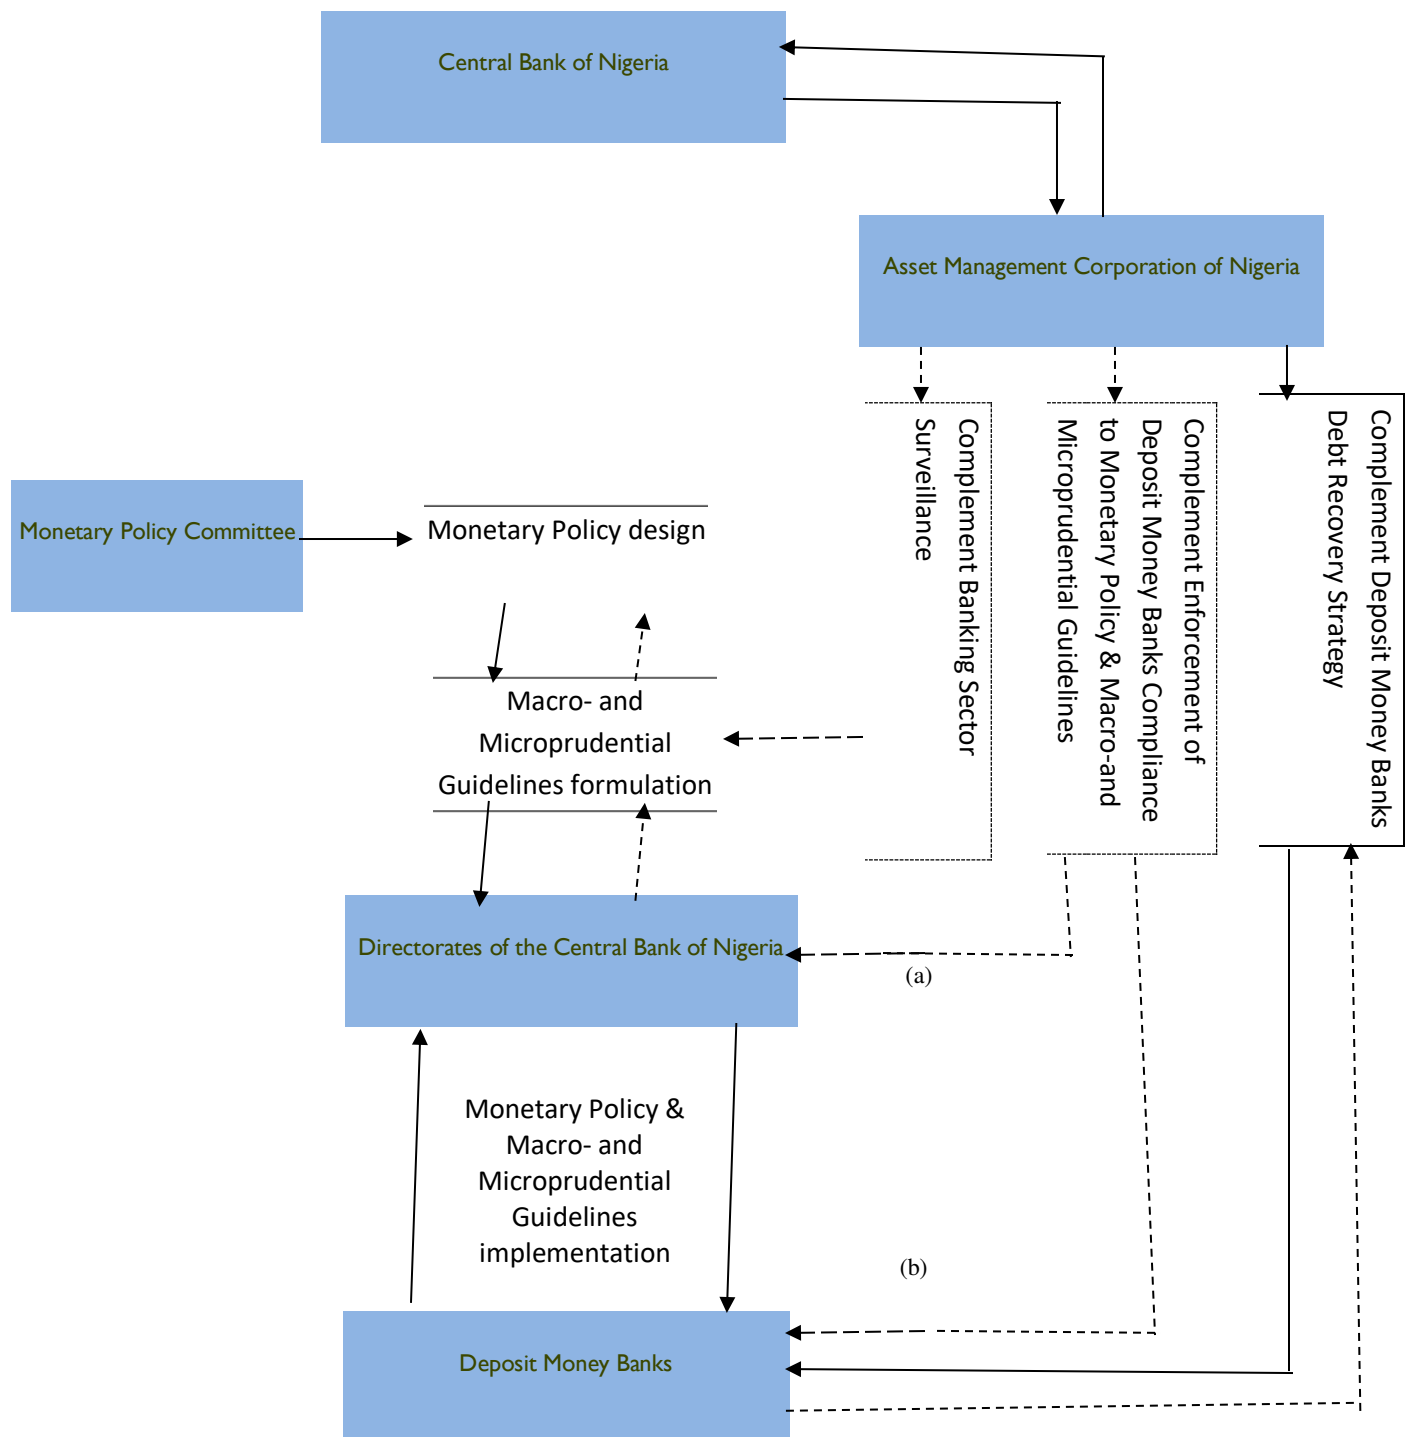 Central Bank of Nigeria
Asset Management Corporation of Nigeria
Complement Deposit Money Banks
Debt Recovery Strategy
Complement Enforcement of
Deposit Money Banks Compliance
to Monetary Policy & Macro-and
Microprudential Guidelines
Complement Banking Sector
Surveillance
Monetary Policy Committee
Monetary Policy design
Macro- and
Microprudential
Guidelines formulation
Directorates of the Central Bank of Nigeria
(a)
Monetary Policy &
Macro- and
Microprudential
Guidelines
implementation
(b)
Deposit Money Banks